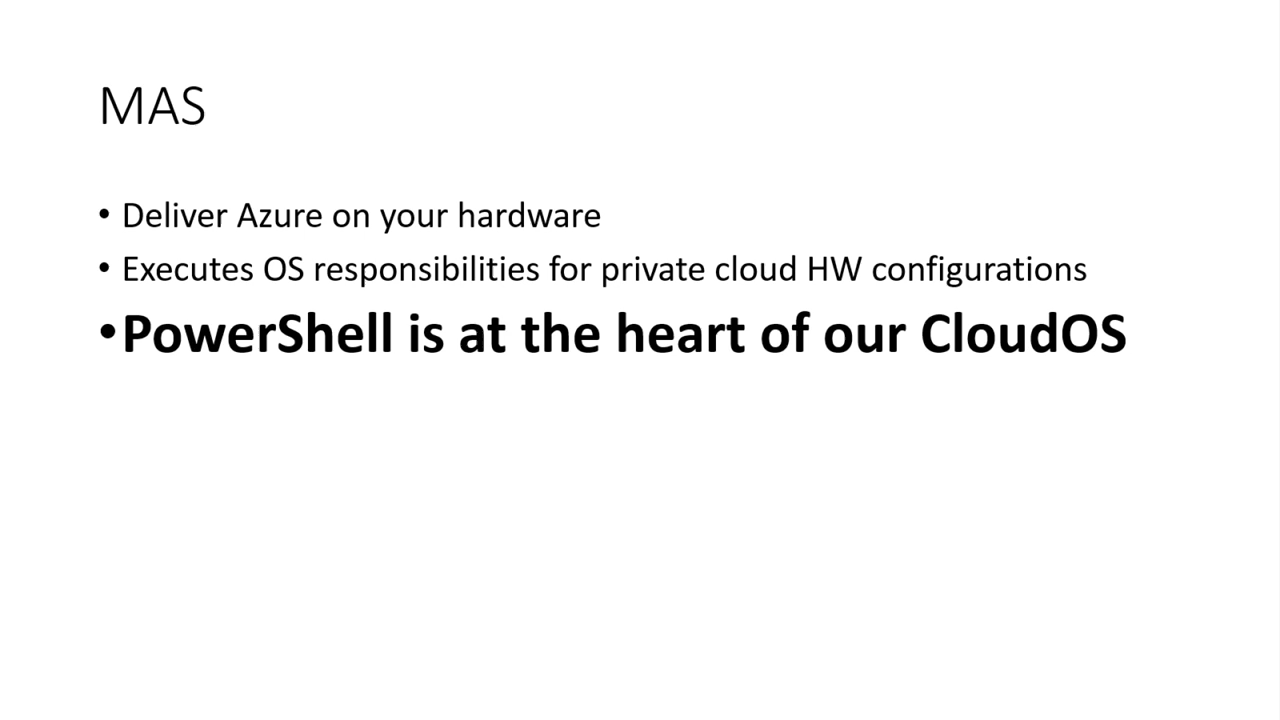 MAS
• Deliver Azure on your hardware
• Executes OS responsibilities for private cloud HW configurations
• PowerShell is at the heart of our CloudOS